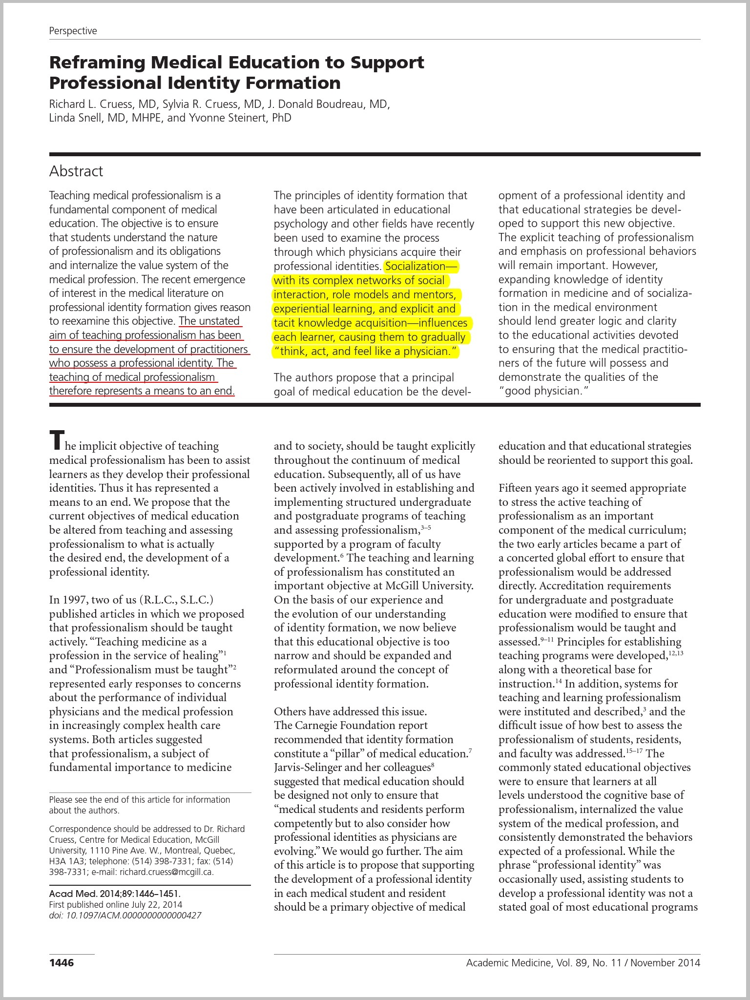 Perspective
Reframing Medical Education to Support
Professional Identity Formation
Richard L. Cruess, MD, Sylvia R. Cruess, MD, J. Donald Boudreau, MD,
Linda Snell, MD, MHPE, and Yvonne Steinert, PhD
Abstract
Teaching medical professionalism is a
fundamental component of medical
education. The objective is to ensure
that students understand the nature
of professionalism and its obligations
and internalize the value system of the
medical profession. The recent emergence
of interest in the medical literature on
professional identity formation gives reason
to reexamine this objective. The unstated
aim of teaching professionalism has been
to ensure the development of practitioners
who possess a professional identity. The
teaching of medical professionalism
therefore represents a means to an end.
The principles of identity formation that
have been articulated in educational
psychology and other fields have recently
been used to examine the process
through which physicians acquire their
professional identities. Socialization—
with its complex networks of social
interaction, role models and mentors,
experiential learning, and explicit and
tacit knowledge acquisition—influences
each learner, causing them to gradually
“think, act, and feel like a physician.”
The authors propose that a principal
goal of medical education be the devel-
opment of a professional identity and
that educational strategies be devel-
oped to support this new objective.
The explicit teaching of professionalism
and emphasis on professional behaviors
will remain important. However,
expanding knowledge of identity
formation in medicine and of socializa-
tion in the medical environment
should lend greater logic and clarity
to the educational activities devoted
to ensuring that the medical practitio-
ners of the future will possess and
demonstrate the qualities of the
“good physician.”
The implicit objective of teaching
medical professionalism has been to assist
learners as they develop their professional
identities. Thus it has represented a
means to an end. We propose that the
current objectives of medical education
be altered from teaching and assessing
professionalism to what is actually
the desired end, the development of a
professional identity.
In 1997, two of us (R.L.C., S.L.C.)
published articles in which we proposed
that professionalism should be taught
actively. “Teaching medicine as a
profession in the service of healing”1
and “Professionalism must be taught”2
represented early responses to concerns
about the performance of individual
physicians and the medical profession
in increasingly complex health care
systems. Both articles suggested
that professionalism, a subject of
fundamental importance to medicine
Please see the end of this article for information
about the authors.
Correspondence should be addressed to Dr. Richard
Cruess, Centre for Medical Education, McGill
University, 1110 Pine Ave. W., Montreal, Quebec,
H3A 1A3; telephone: (514) 398-7331; fax: (514)
398-7331; e-mail: richard.cruess@mcgill.ca.
Acad Med. 2014;89:1446–1451.
First published online July 22, 2014
doi: 10.1097/ACM.0000000000000427
and to society, should be taught explicitly
throughout the continuum of medical
education. Subsequently, all of us have
been actively involved in establishing and
implementing structured undergraduate
and postgraduate programs of teaching
and assessing professionalism,3–5
supported by a program of faculty
development.6 The teaching and learning
of professionalism has constituted an
important objective at McGill University.
On the basis of our experience and
the evolution of our understanding
of identity formation, we now believe
that this educational objective is too
narrow and should be expanded and
reformulated around the concept of
professional identity formation.
Others have addressed this issue.
The Carnegie Foundation report
recommended that identity formation
constitute a “pillar” of medical education.7
Jarvis-Selinger and her colleagues8
suggested that medical education should
be designed not only to ensure that
“medical students and residents perform
competently but to also consider how
professional identities as physicians are
evolving.” We would go further. The aim
of this article is to propose that supporting
the development of a professional identity
in each medical student and resident
should be a primary objective of medical
education and that educational strategies
should be reoriented to support this goal.
Fifteen years ago it seemed appropriate
to stress the active teaching of
professionalism as an important
component of the medical curriculum;
the two early articles became a part of
a concerted global effort to ensure that
professionalism would be addressed
directly. Accreditation requirements
for undergraduate and postgraduate
education were modified to ensure that
professionalism would be taught and
assessed.9–11 Principles for establishing
teaching programs were developed,12,13
along with a theoretical base for
instruction.14 In addition, systems for
teaching and learning professionalism
were instituted and described,3 and the
difficult issue of how best to assess the
professionalism of students, residents,
and faculty was addressed.15–17 The
commonly stated educational objectives
were to ensure that learners at all
levels understood the cognitive base of
professionalism, internalized the value
system of the medical profession, and
consistently demonstrated the behaviors
expected of a professional. While the
phrase “professional identity” was
occasionally used, assisting students to
develop a professional identity was not a
stated goal of most educational programs
1446
Academic Medicine, Vol. 89, No. 11 / November 2014